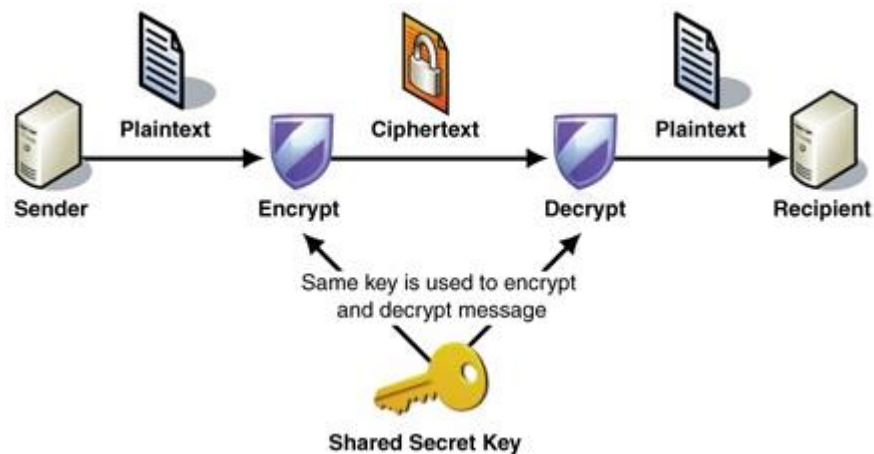 Plaintext
Ciphertext
Plaintext
Sender
Encrypt
Decrypt
Recipient
Same key is used to encrypt
and decrypt message
Shared Secret Key